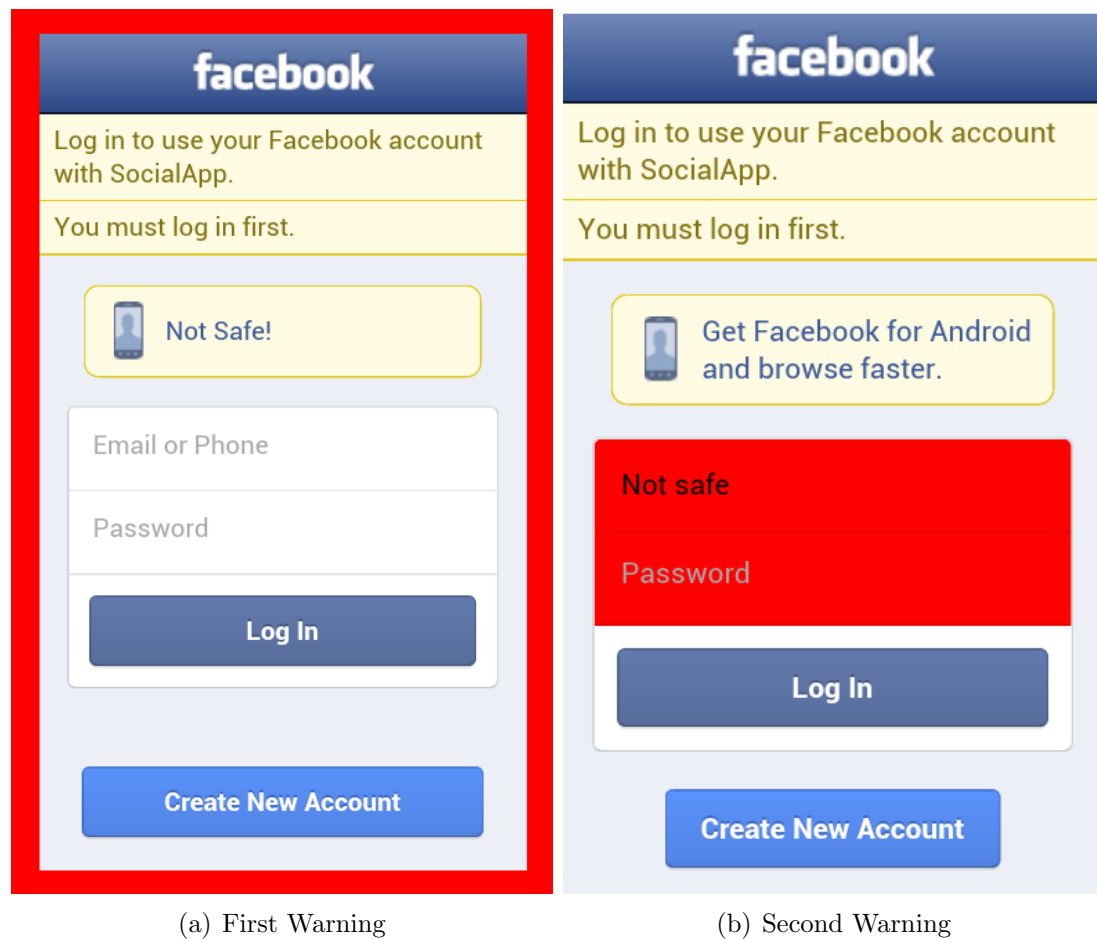 facebook
Log in to use your Facebook account
with SocialApp.
You must log in first.
Not Safe!
Email or Phone
Password
Log In
Create New Account
(a) First Warning
facebook
Log in to use your Facebook account
with SocialApp.
You must log in first.
Get Facebook for Android
and browse faster.
Not safe
Password
Log In
Create New Account
(b) Second Warning